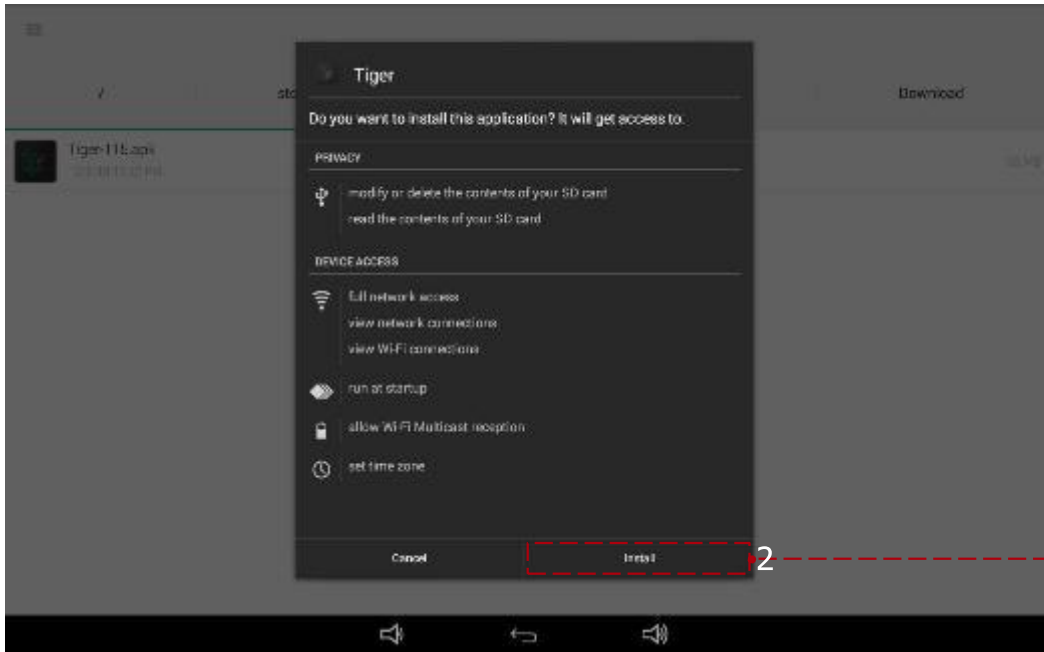 /
Download
Tiger-115.apk
Tiger
Do you want to install this application? It will get access to:
PRIVACY
modify or delete the contents of your SD card
read the contents of your SD card
DEVICE ACCESS
full network access
view network connections
view Wi-Fi connections
run at startup
allow Wi-Fi Multicast reception
set time zone
Cancel
Install
2